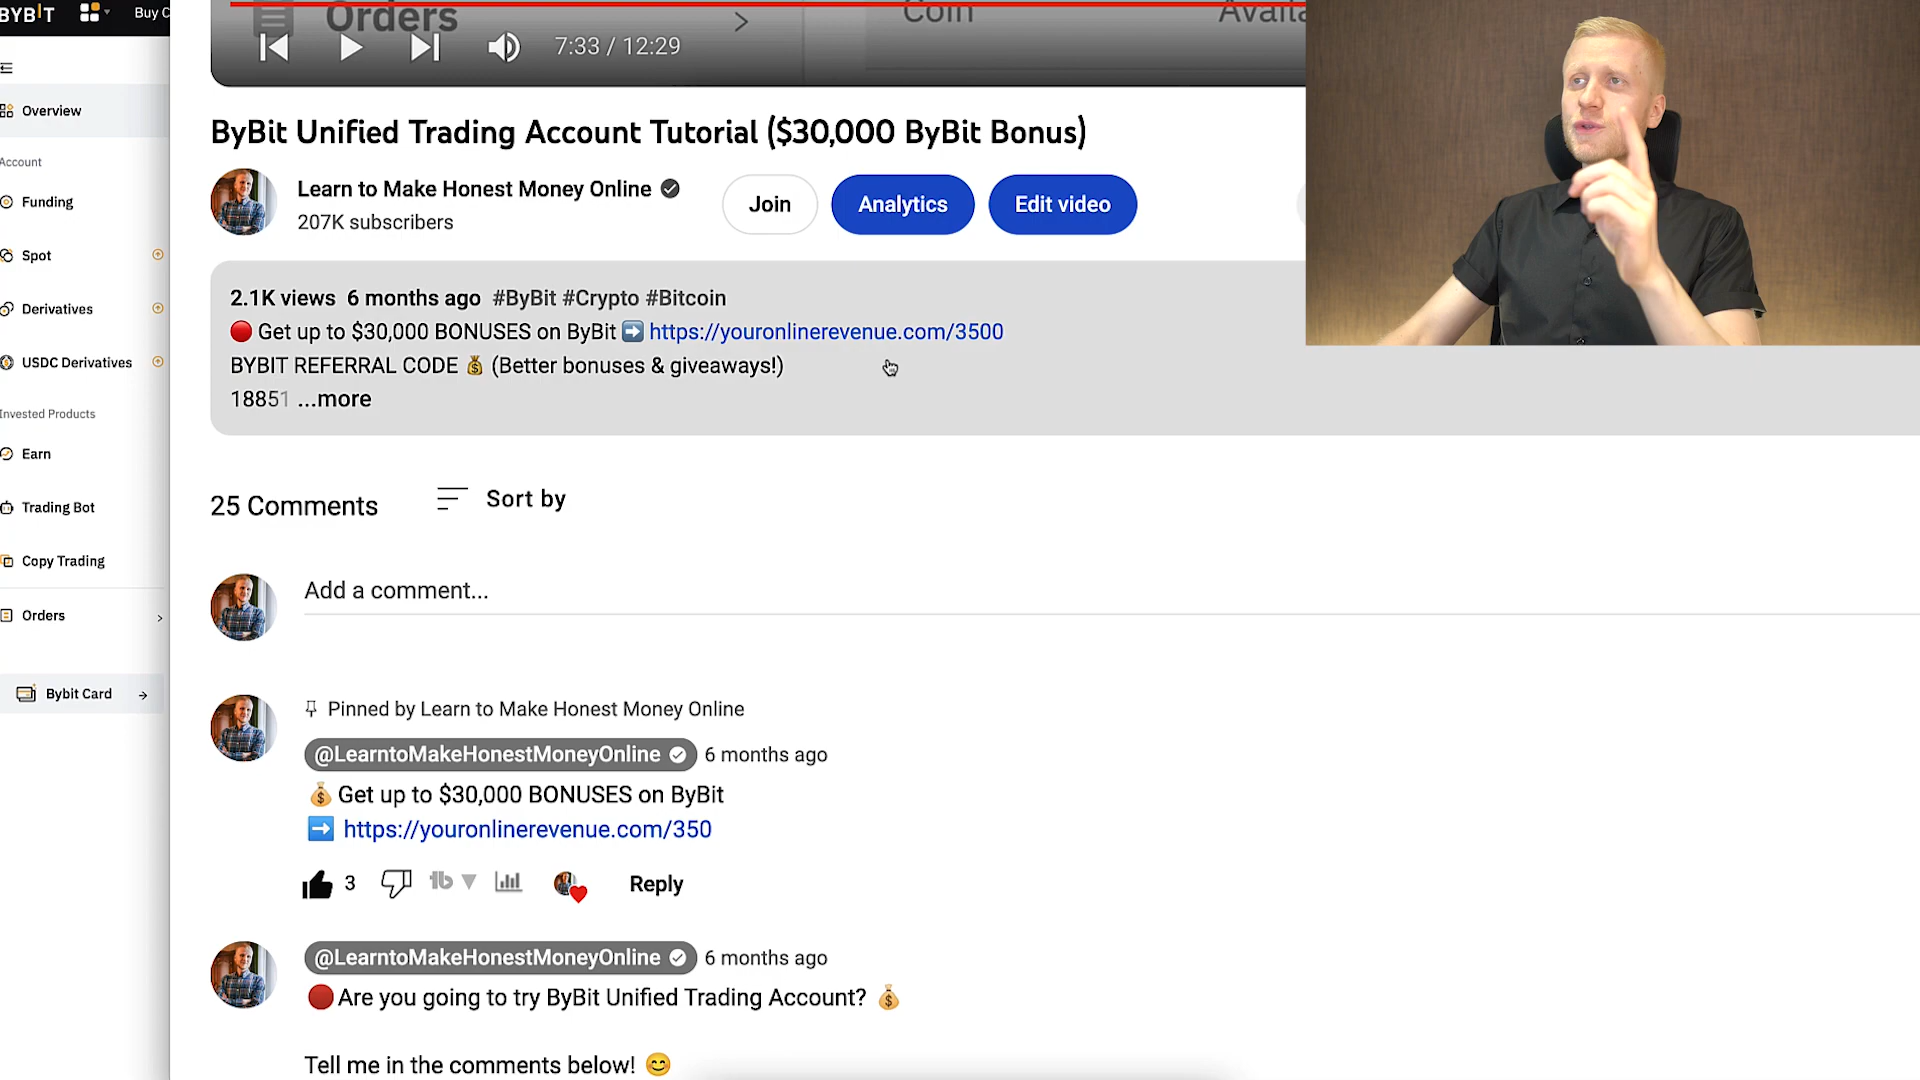 BYBIT
Buy C
Overview
Account
Funding
Spot
Derivatives
USDC Derivatives
Invested Products
Earn
Trading Bot
Copy Trading
Orders
Bybit Card
Orders
Coin
7:33 / 12:29
ByBit Unified Trading Account Tutorial ($30,000 ByBit Bonus)
Learn to Make Honest Money Online
207K subscribers
Join
Analytics
Edit video
2.1K views 6 months ago #ByBit #Crypto #Bitcoin
🔴 Get up to $30,000 BONUSES on ByBit ➡️ https://youronlinerevenue.com/3500
BYBIT REFERRAL CODE 💰 (Better bonuses & giveaways!)
18851 ...more
25 Comments
Sort by
Add a comment...
Pinned by Learn to Make Honest Money Online
@LearntoMakeHonestMoneyOnline 6 months ago
💰 Get up to $30,000 BONUSES on ByBit
➡️ https://youronlinerevenue.com/350
3
Reply
@LearntoMakeHonestMoneyOnline 6 months ago
🔴 Are you going to try ByBit Unified Trading Account? 💰
Tell me in the comments below! 😊